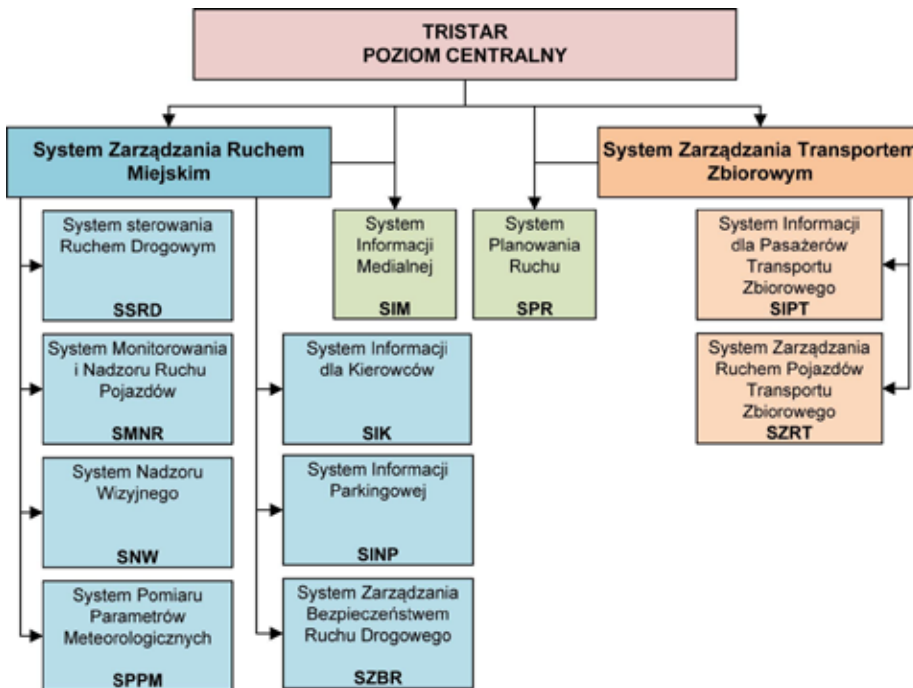 TRISTAR
POZIOM CENTRALNY
System Zarządzania Ruchem
Miejskim
System Zarządzania Transportem
Zbiorowym
System sterowania
Ruchem Drogowym
SSRD
System Monitorowania
i Nadzoru Ruchu
Pojazdów
SMNR
System Nadzoru
Wizyjnego
SNW
System Pomiaru
Parametrów
Meteorologicznych
SPPM
System Informacji
dla Kierowców
SIK
System Informacji
Parkingowej
SINP
System Zarządzania
Bezpieczeństwem
Ruchu Drogowego
SZBR
System
Informacji
Medialnej
SIM
System
Planowania
Ruchu
SPR
System Informacji
dla Pasażerów
Transportu
Zbiorowego
SIPT
System Zarządzania
Ruchem Pojazdów
Transportu
Zbiorowego
SZRT